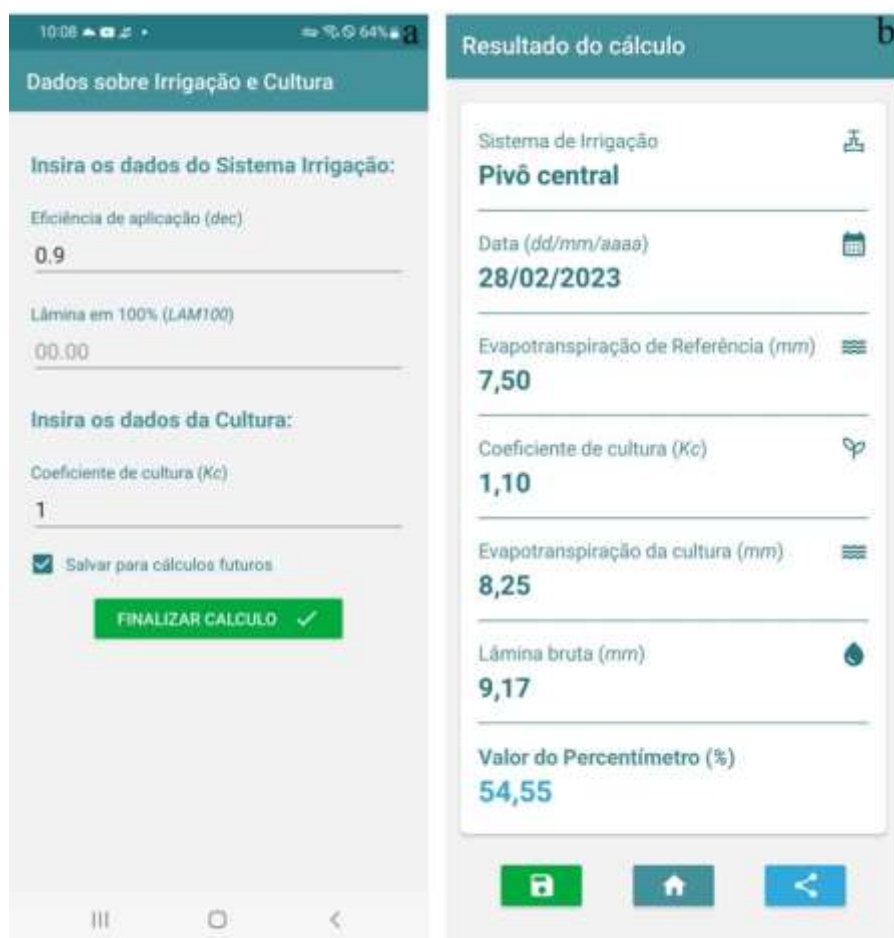 10:08
64%
a
Dados sobre Irrigação e Cultura
Insira os dados do Sistema Irrigação:
Eficiência de aplicação (dec)
0.9
Lâmina em 100% (LAM100)
00.00
Insira os dados da Cultura:
Coeficiente de cultura (Kc)
1
Salvar para cálculos futuros
FINALIZAR CALCULO
b
Resultado do cálculo
Sistema de Irrigação
Pivô central
Data (dd/mm/aaaa)
28/02/2023
Evapotranspiração de Referência (mm)
7,50
Coeficiente de cultura (Kc)
1,10
Evapotranspiração da cultura (mm)
8,25
Lâmina bruta (mm)
9,17
Valor do Percentímetro (%)
54,55